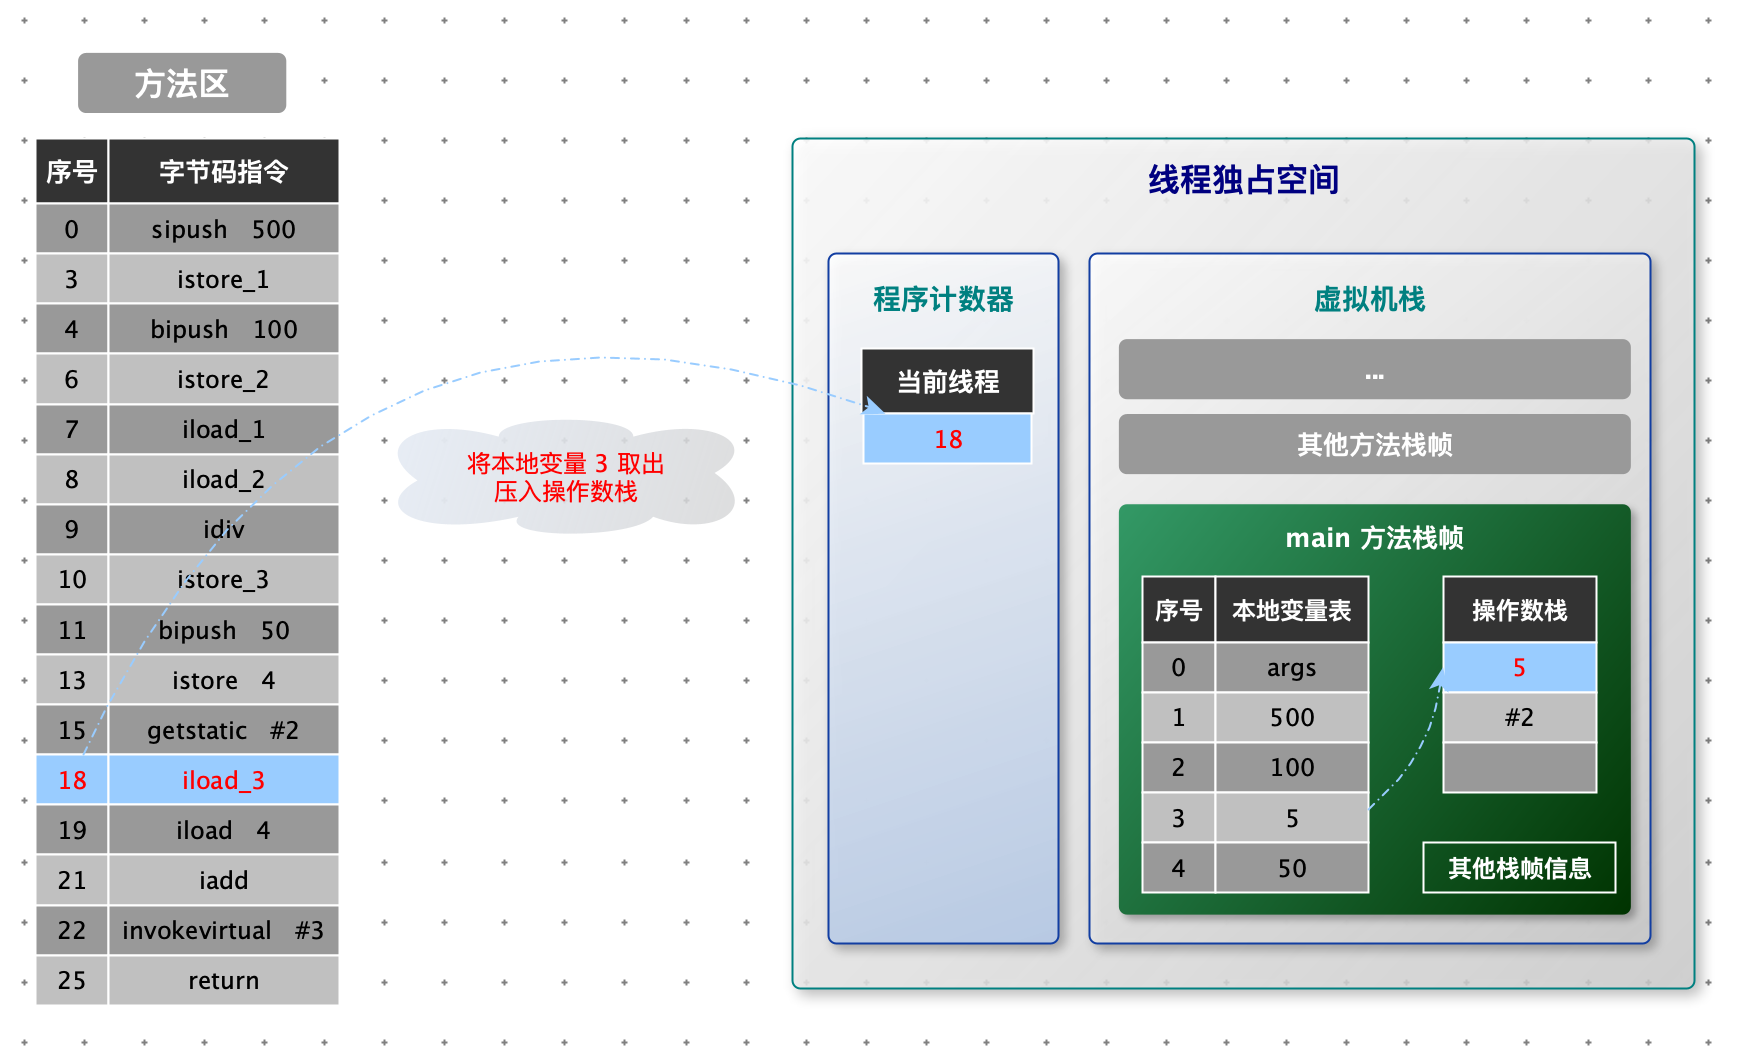 方法区
序号 字节码指令
0 sipush 500
3 istore_1
4 bipush 100
6 istore_2
7 iload_1
8 iload_2
9 idiv
10 istore_3
11 bipush 50
13 istore 4
15 getstatic #2
18 iload_3
19 iload 4
21 iadd
22 invokevirtual #3
25 return
将本地变量 3 取出
压入操作数栈
线程独占空间
程序计数器
当前线程
18
虚拟机栈
...
其他方法栈帧
main 方法栈帧
序号 本地变量表
0 args
1 500
2 100
3 5
4 50
操作数栈
5
#2
其他栈帧信息